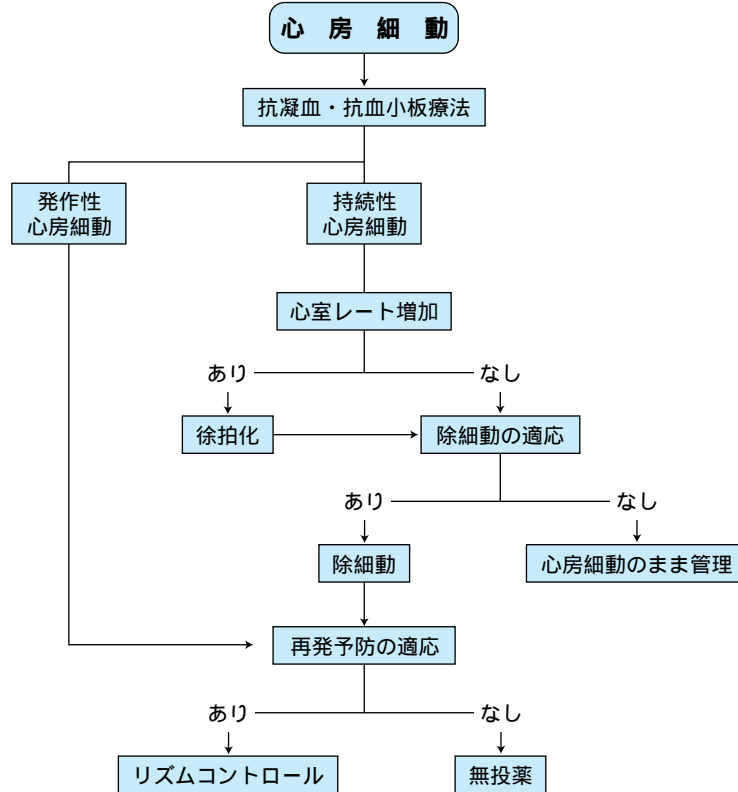 心房細動
抗凝血・抗血小板療法
発作性
心房細動
持続性
心房細動
心室レート増加
あり
なし
徐拍化
除細動の適応
あり
なし
除細動
心房細動のまま管理
再発予防の適応
あり
なし
リズムコントロール
無投薬